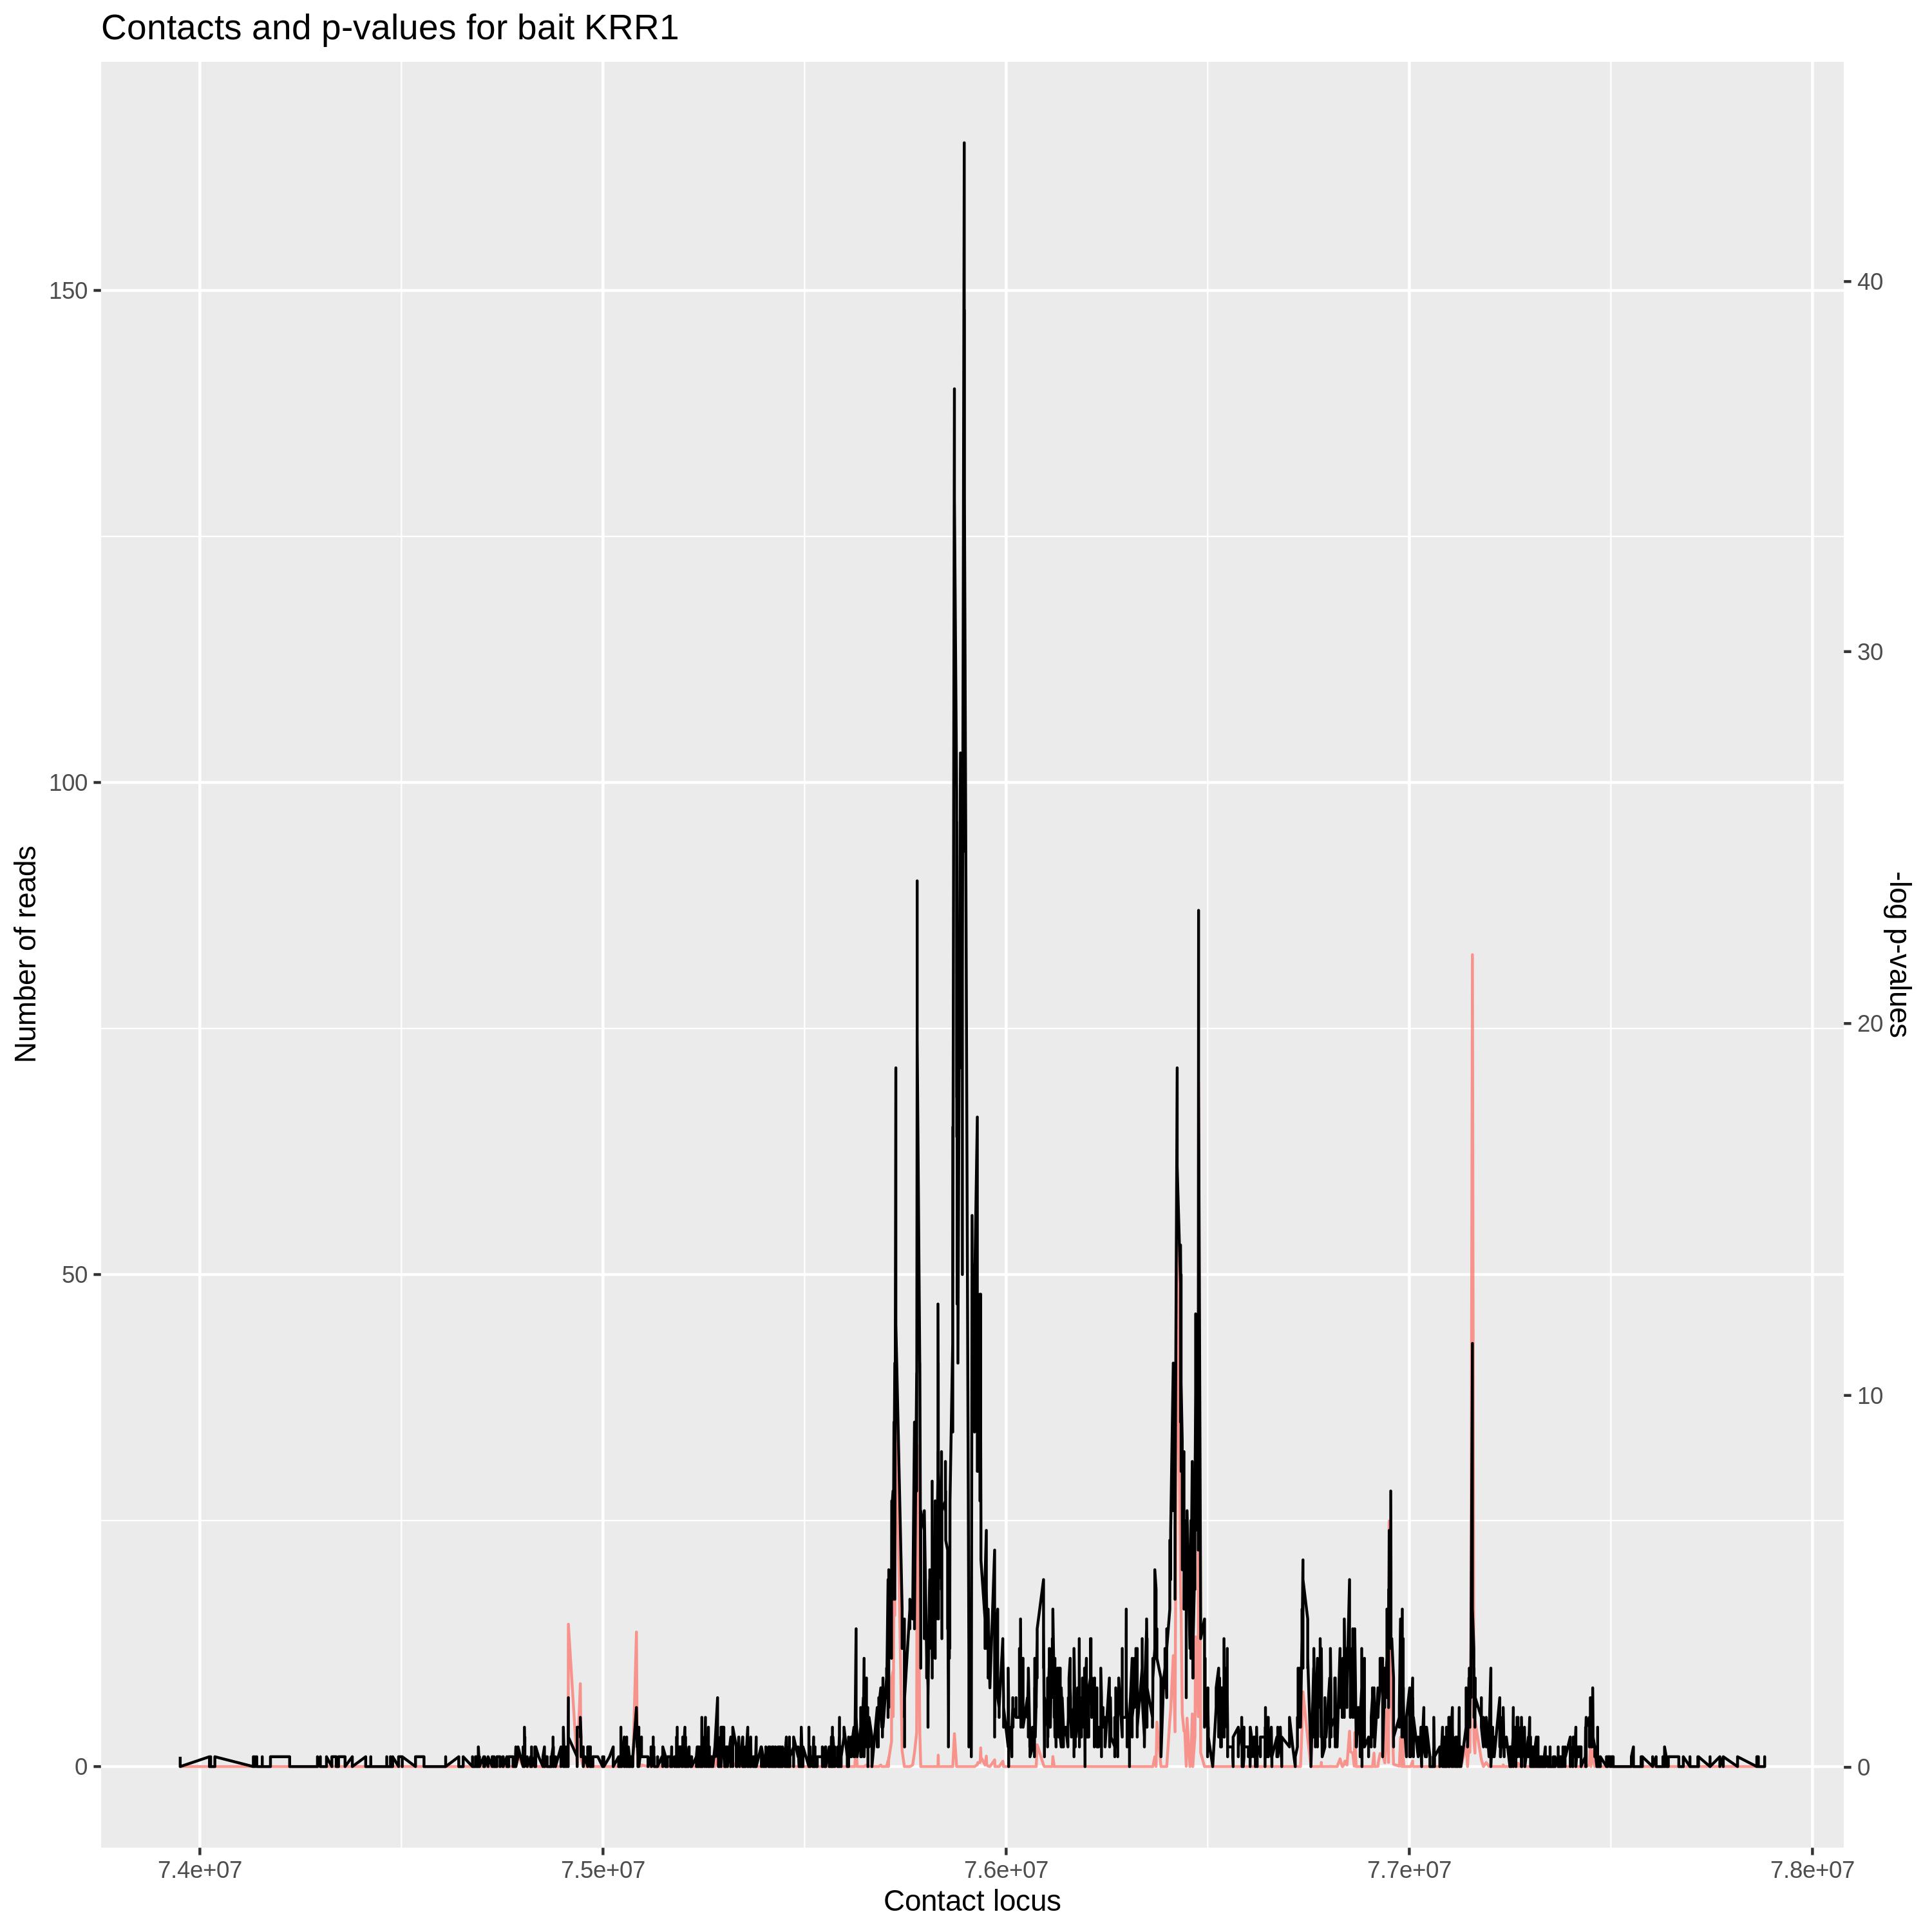 Contacts and p-values for bait KRR1
150
100
50
0
Number of reads
40
30
20
10
0
-log p-values
7.4e+07
7.5e+07
7.6e+07
7.7e+07
7.8e+07
Contact locus